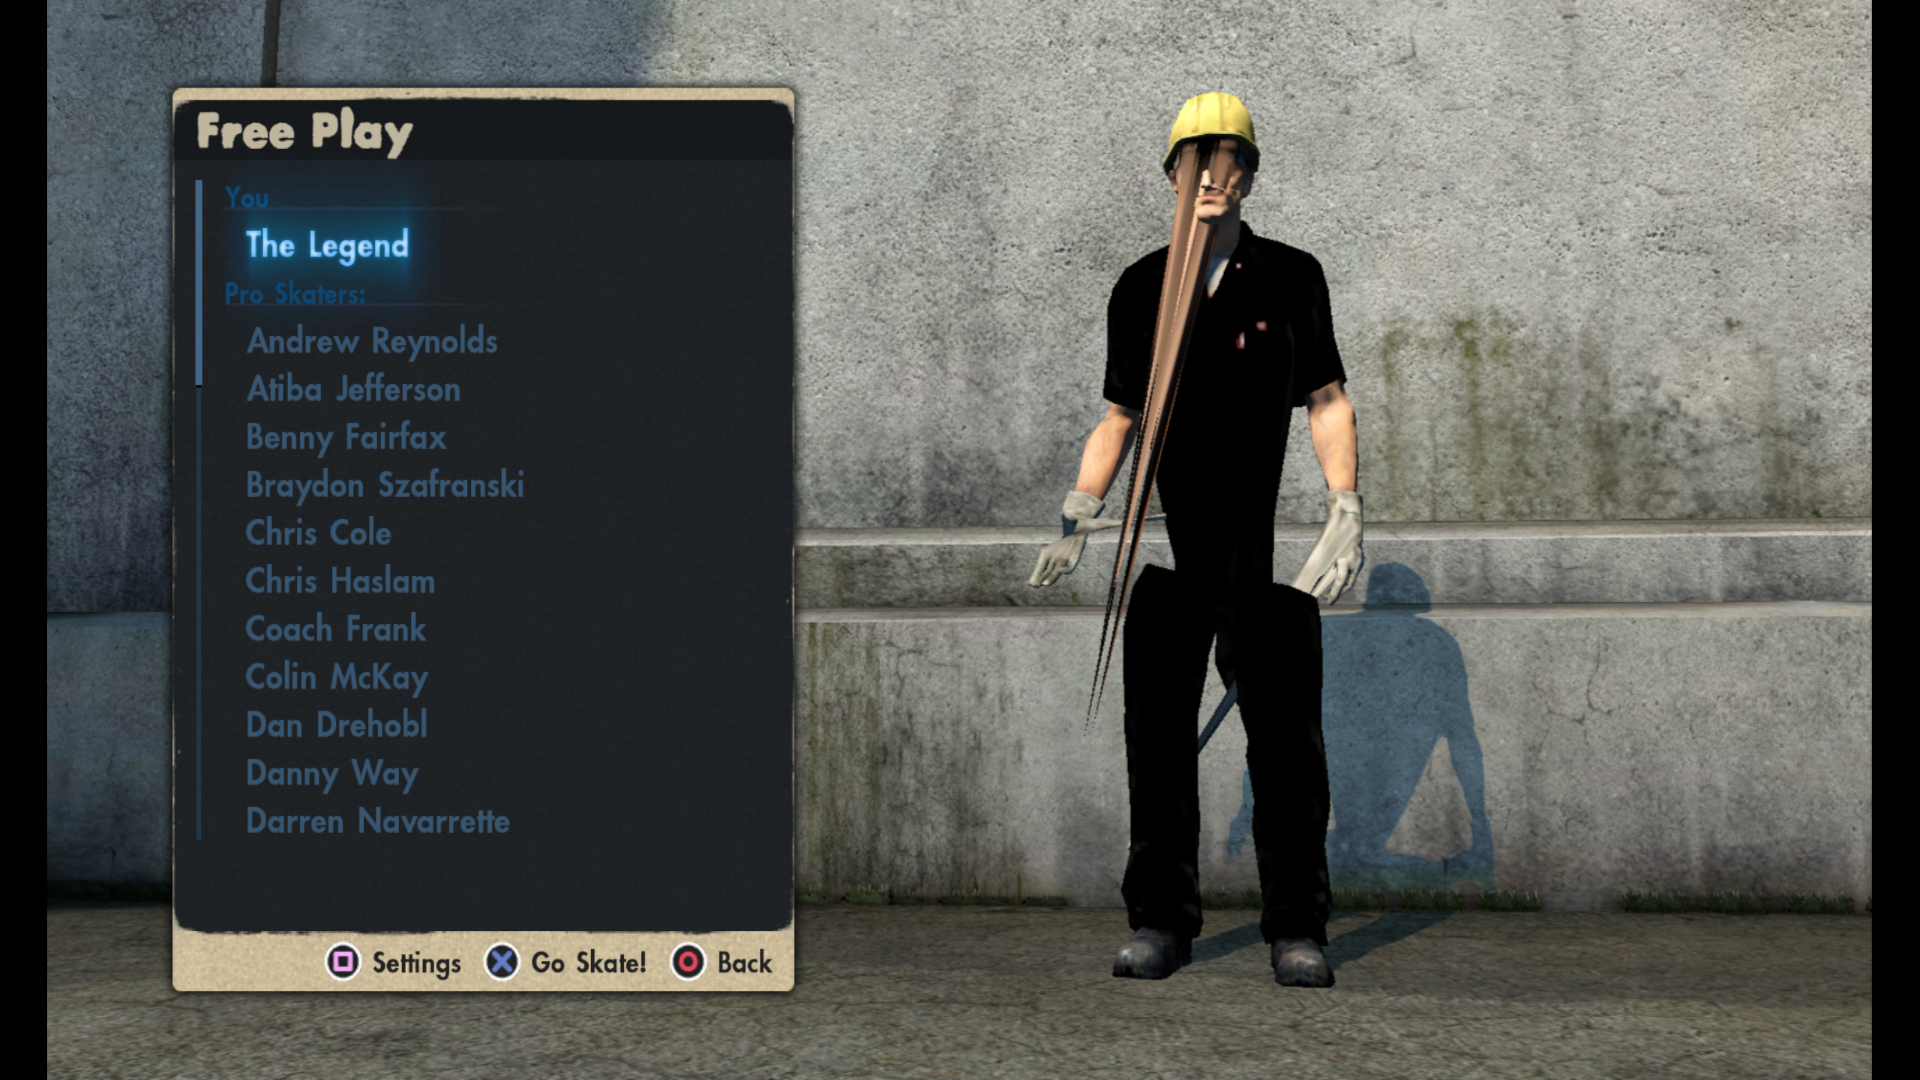 Free Play
You
The Legend
Pro Skaters:
Andrew Reynolds
Atiba Jefferson
Benny Fairfax
Braydon Szafranski
Chris Cole
Chris Haslam
Coach Frank
Colin McKay
Dan Drehobl
Danny Way
Darren Navarrette
Settings Go Skate! Back